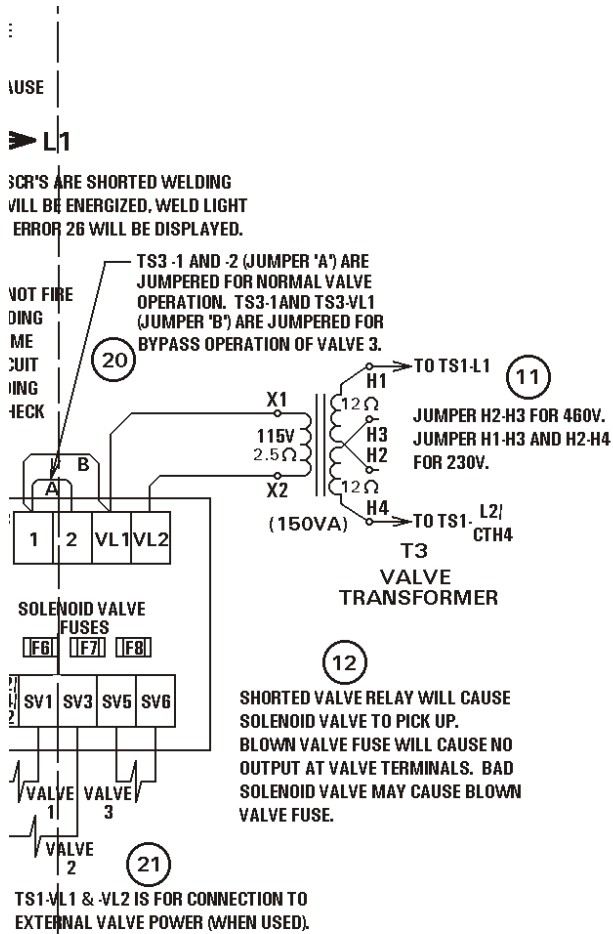 AUSE
L1
SCR'S ARE SHORTED WELDING
WILL BE ENERGIZED, WELD LIGHT
ERROR 26 WILL BE DISPLAYED.
TS3 -1 AND -2 (JUMPER 'A') ARE
JUMPERED FOR NORMAL VALVE
OPERATION. TS3-1AND TS3-VL1
(JUMPER 'B') ARE JUMPERED FOR
BYPASS OPERATION OF VALVE 3.
NOT FIRE
DING
ME
CUIT
DING
HECK
20
TO TS1-L1
11
H1
X1
12Ω
H3
JUMPER H2-H3 FOR 460V.
JUMPER H1-H3 AND H2-H4
FOR 230V.
115V
2.5Ω
H2
X2
12Ω
H4
(150VA)
TO TS1- L2/
CTH4
T3
VALVE
TRANSFORMER
B
A
1 2 VL1 VL2
SOLENOID VALVE
FUSES
F6 F7 F8
SV1 SV3 SV5 SV6
12
SHORTED VALVE RELAY WILL CAUSE
SOLENOID VALVE TO PICK UP.
BLOWN VALVE FUSE WILL CAUSE NO
OUTPUT AT VALVE TERMINALS. BAD
SOLENOID VALVE MAY CAUSE BLOWN
VALVE FUSE.
VALVE
1
VALVE
3
VALVE
2
21
TS1-VL1 & -VL2 IS FOR CONNECTION TO
EXTERNAL VALVE POWER (WHEN USED).